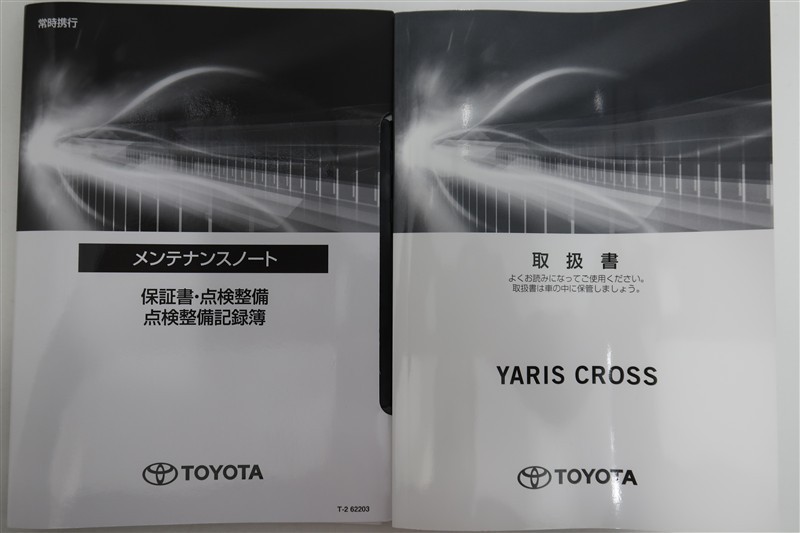 常時携行
メンテナンスノート
保証書・点検整備
点検整備記録簿
TOYOTA
T-2 62203
取扱書
よくお読みになってご使用ください。
取扱書は車の中に保管しましょう。
YARIS CROSS
TOYOTA